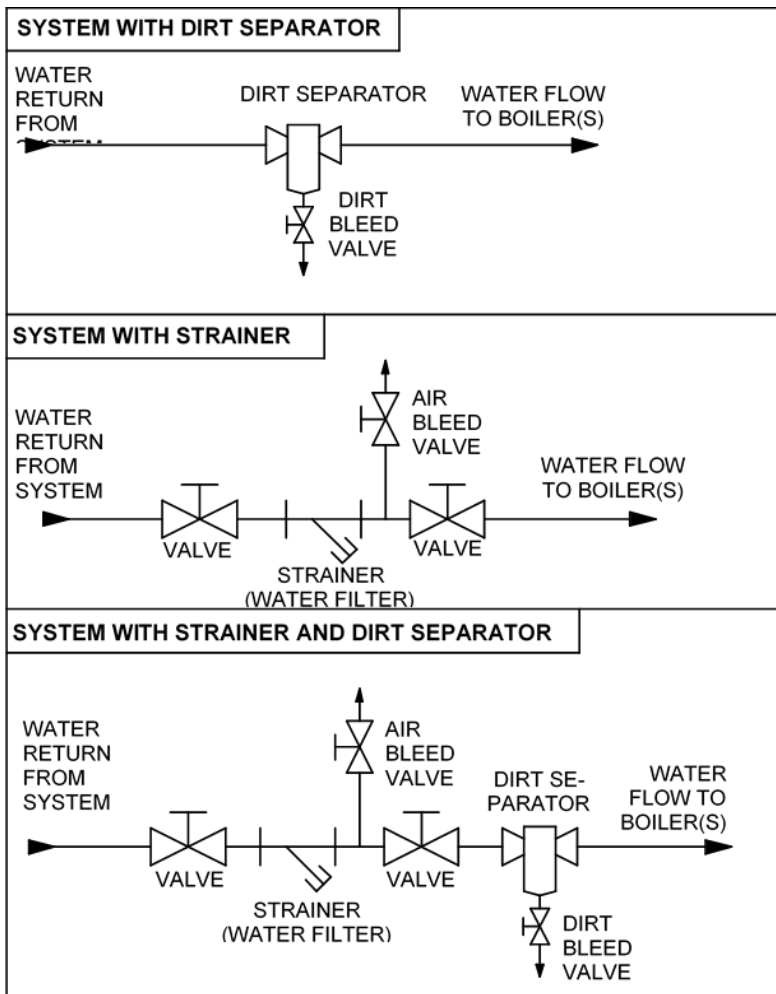 SYSTEM WITH DIRT SEPARATOR
WATER
RETURN
FROM
SYSTEM
DIRT SEPARATOR
WATER FLOW
TO BOILER(S)
DIRT
BLEED
VALVE
SYSTEM WITH STRAINER
WATER
RETURN
FROM
SYSTEM
AIR
BLEED
VALVE
WATER FLOW
TO BOILER(S)
VALVE
VALVE
STRAINER
(WATER FILTER)
SYSTEM WITH STRAINER AND DIRT SEPARATOR
WATER
RETURN
FROM
SYSTEM
AIR
BLEED
VALVE
DIRT SE-
PARATOR
WATER
FLOW TO
BOILER(S)
VALVE
VALVE
STRAINER
(WATER FILTER)
DIRT
BLEED
VALVE